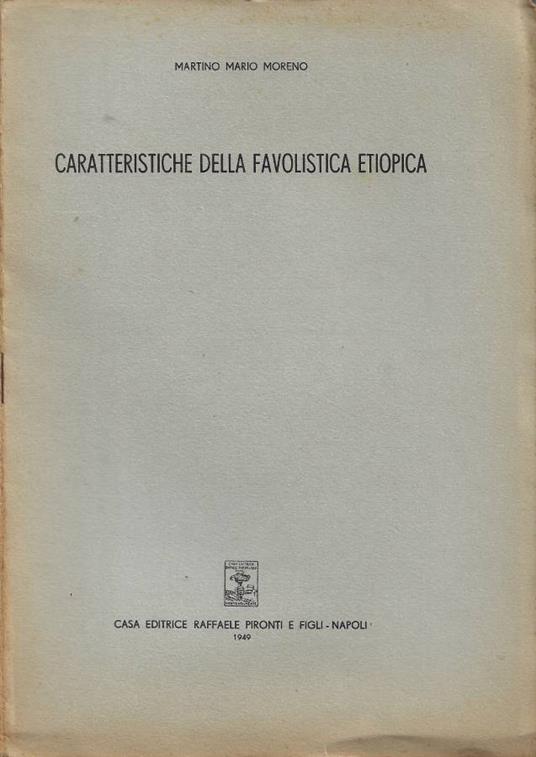 MARTINO MARIO MORENO
CARATTERISTICHE DELLA FAVOLISTICA ETIOPICA
CASA EDITRICE RAFFAELE PIRONTI E FIGLI - NAPOLI
1949